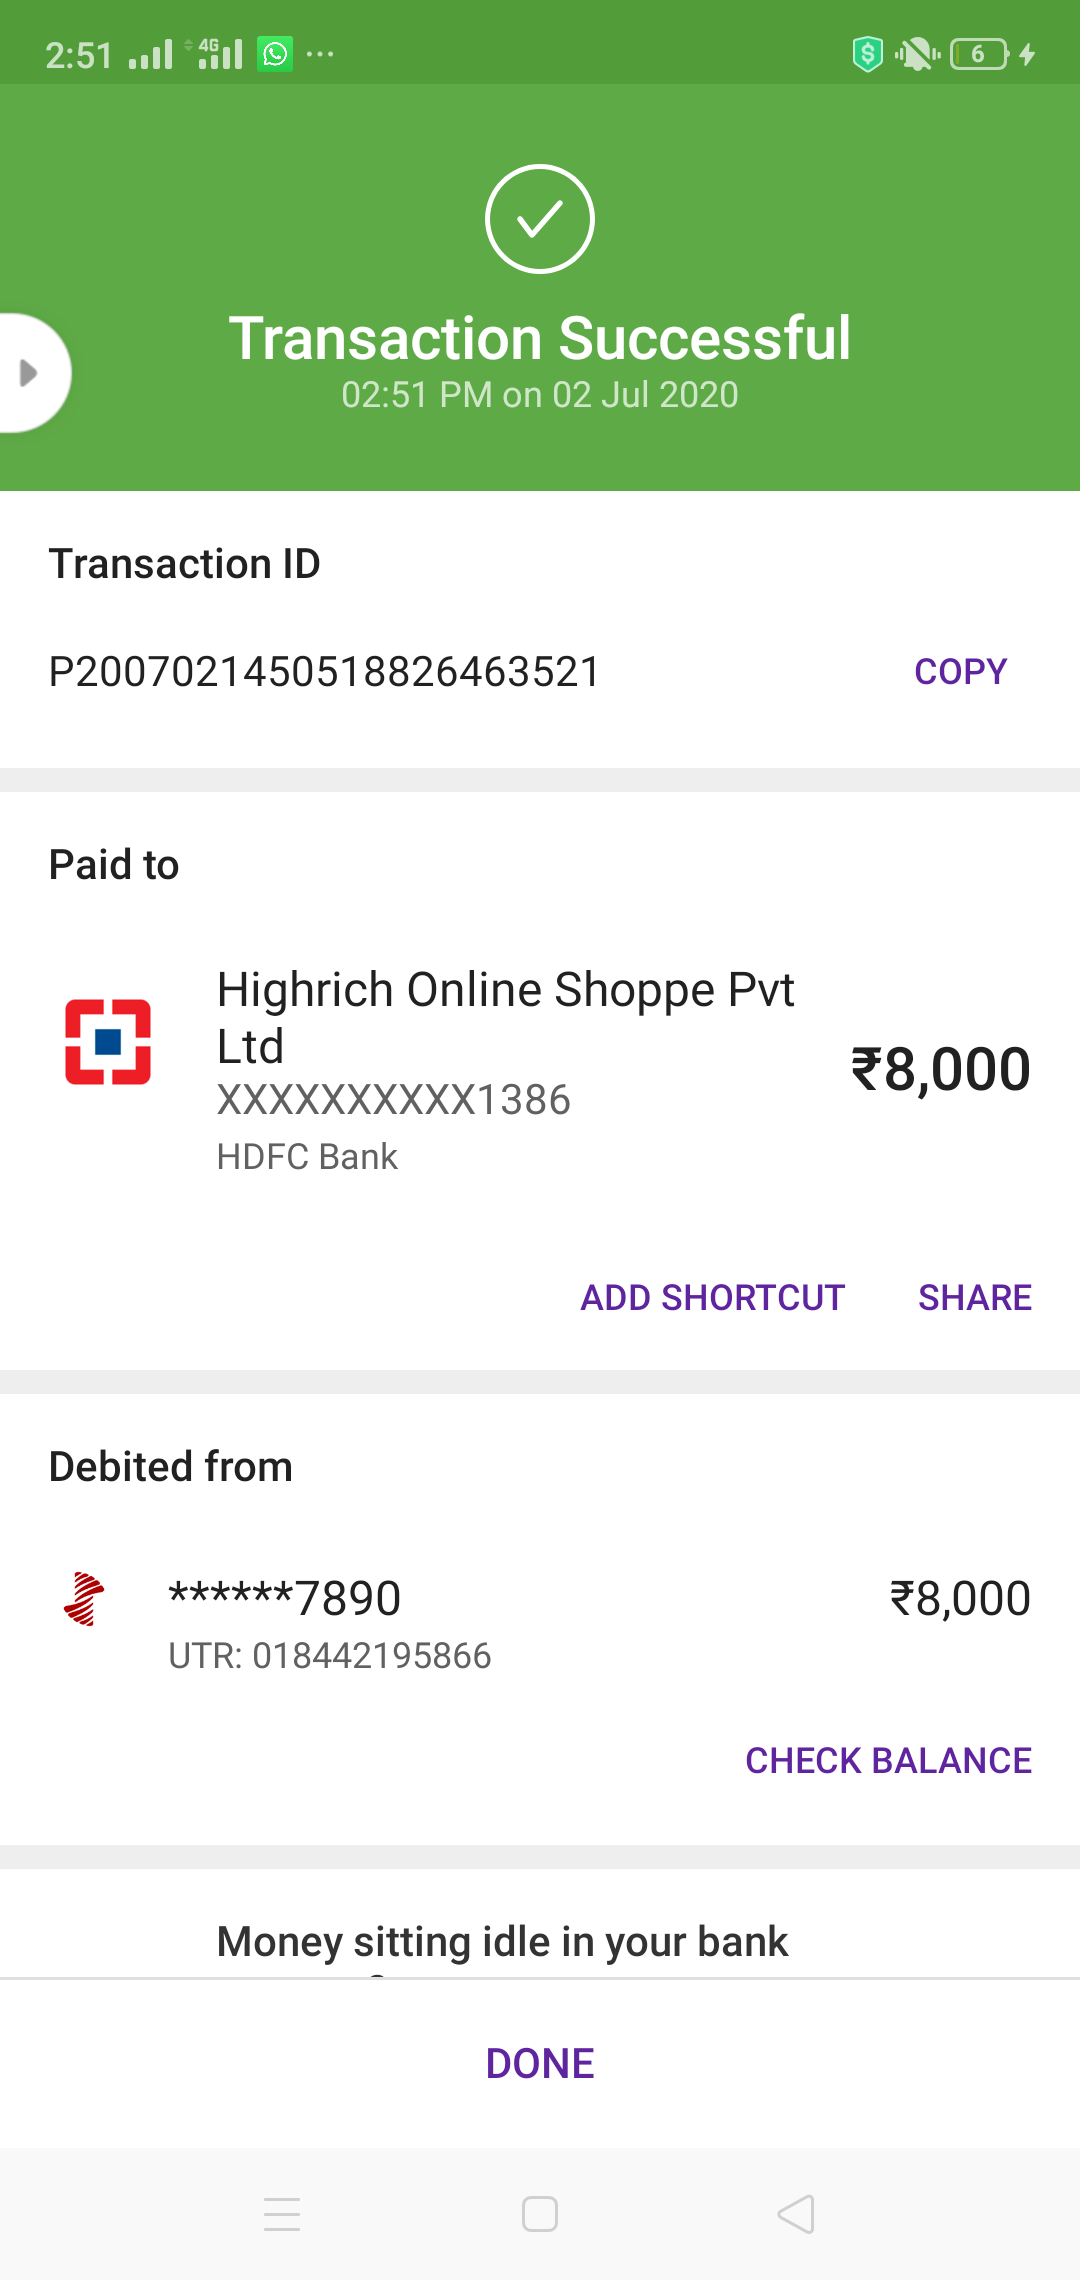 2:51 4G ... 6
Transaction Successful
02:51 PM on 02 Jul 2020
Transaction ID
P2007021450518826463521 COPY
Paid to
Highrich Online Shoppe Pvt
Ltd
₹8,000
XXXXXXXXXX1386
HDFC Bank
ADD SHORTCUT SHARE
Debited from
******7890 ₹8,000
UTR: 018442195866
CHECK BALANCE
Money sitting idle in your bank
DONE